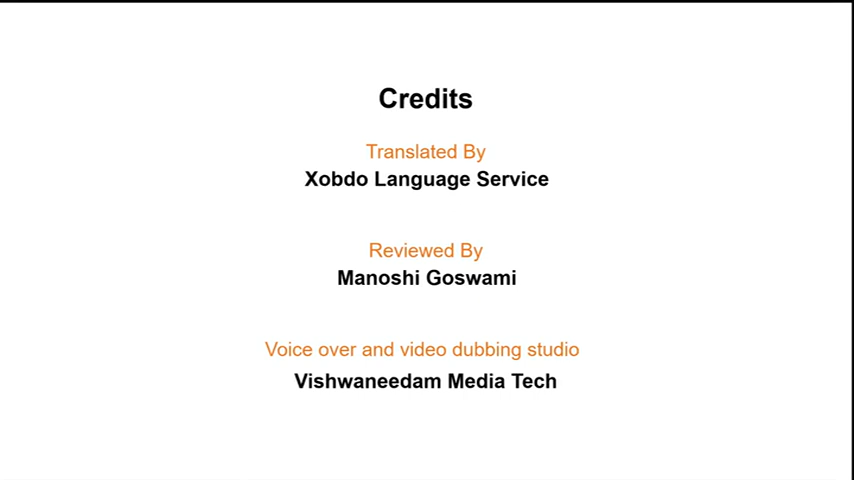 Credits
Translated By
Xobdo Language Service
Reviewed By
Manoshi Goswami
Voice over and video dubbing studio
Vishwaneedam Media Tech